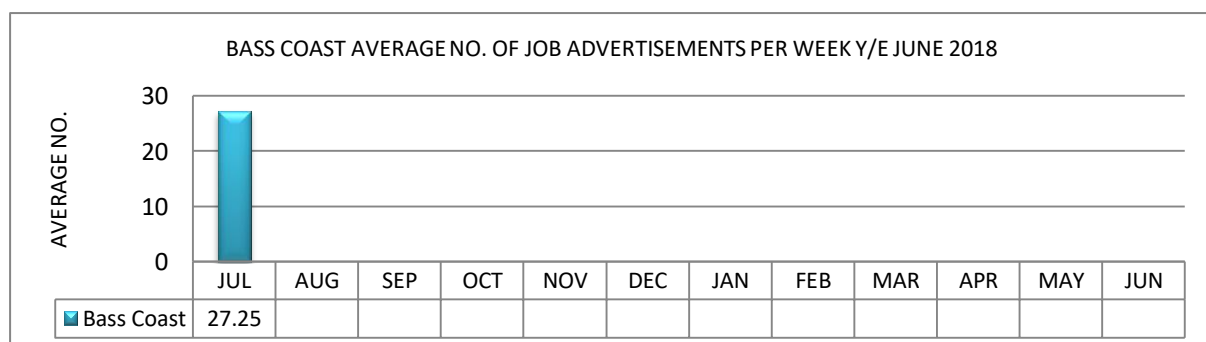 BASS COAST AVERAGE NO. OF JOB ADVERTISEMENTS PER WEEK Y/E JUNE 2018
AVERAGE NO.
30
20
10
0
JUL AUG SEP OCT NOV DEC JAN FEB MAR APR MAY JUN
Bass Coast 27.25